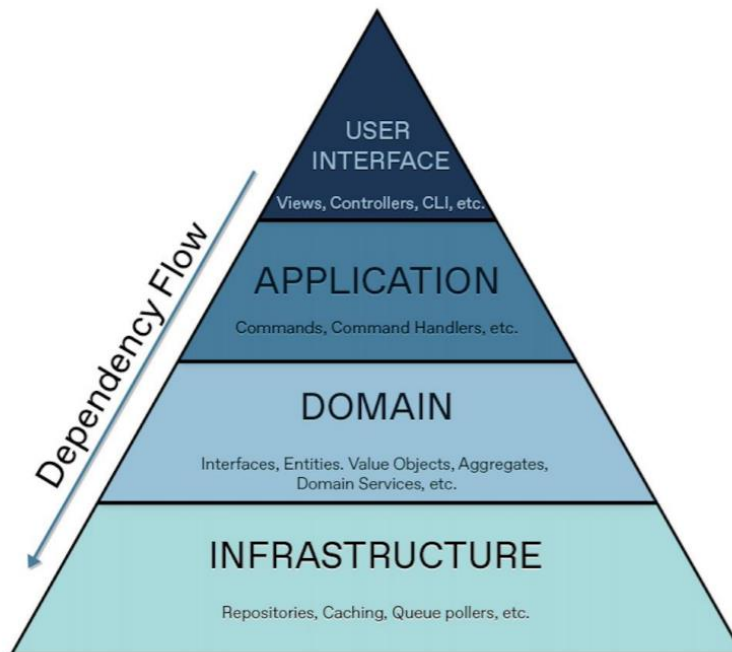 USER
INTERFACE
Views, Controllers, CLI, etc.
Dependency Flow
APPLICATION
Commands, Command Handlers, etc.
DOMAIN
Interfaces, Entities. Value Objects, Aggregates,
Domain Services, etc.
INFRASTRUCTURE
Repositories, Caching, Queue pollers, etc.